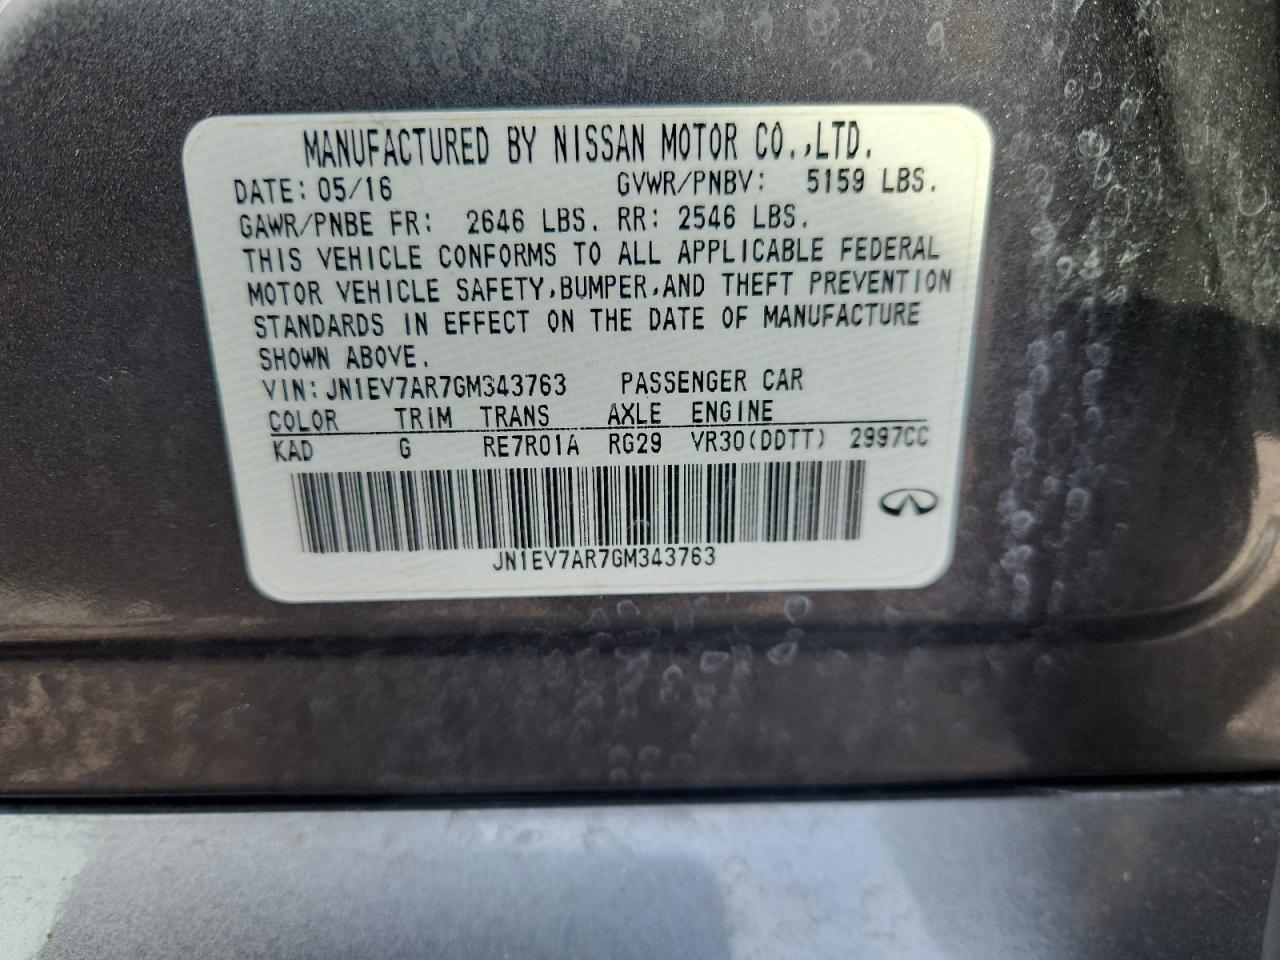 MANUFACTURED BY NISSAN MOTOR CO.,LTD.
DATE: 05/16 GVWR/PNBV: 5159 LBS.
GAWR/PNBE FR: 2646 LBS. RR: 2546 LBS.
THIS VEHICLE CONFORMS TO ALL APPLICABLE FEDERAL
MOTOR VEHICLE SAFETY,BUMPER,AND THEFT PREVENTION
STANDARDS IN EFFECT ON THE DATE OF MANUFACTURE
SHOWN ABOVE.
VIN:JN1EV7AR7GM343763 PASSENGER CAR
COLOR TRIM TRANS AXLE ENGINE
KAD G RE7R01A RG29 VR30(DDTT) 2997CC
JN1EV7AR7GM343763